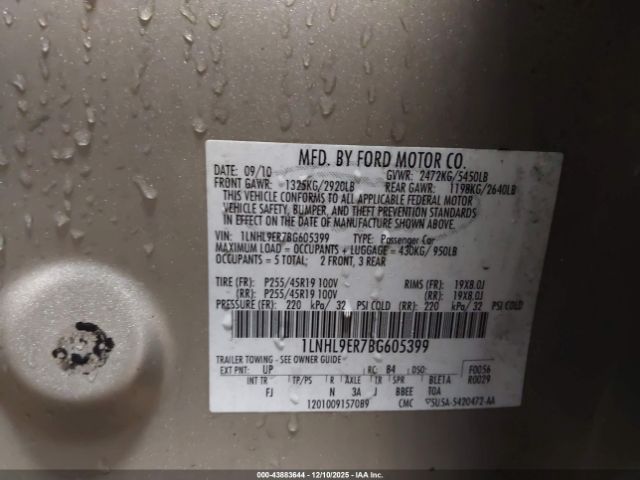 MFD. BY FORD MOTOR CO.
DATE: 09/10 GVWR: 2472KG/5450LB
FRONT GAWR: 1325KG/2920LB REAR GAWR: 1198KG/2640LB
THIS VEHICLE CONFORMS TO ALL APPLICABLE FEDERAL MOTOR
VEHICLE SAFETY, BUMPER, AND THEFT PREVENTION STANDARDS
IN EFFECT ON THE DATE OF MANUFACTURE SHOWN ABOVE.
VIN: 1LNHL9ER7BG605399 TYPE: Passenger Car
MAXIMUM LOAD = OCCUPANTS + LUGGAGE = 430KG/ 950LB
OCCUPANTS = 5 TOTAL: 2 FRONT, 3 REAR
TIRE (FR): P255/45R19 100V RIMS (FR): 19X8.0J
(RR): P255/45R19 100V (RR): 19X8.0J
PRESSURE (FR): 220 kPa/ 32 PSI COLD (RR): 220 kPa/ 32 PSI COLD
1LNHL9ER7BG605399
TRAILER TOWING - SEE OWNER GUIDE
EXT PNT: UP RC: B4 DSO: F0056
INT TR TP/PS R AXLE TR SPR BLETA R0029
FJ N 3A J BBEE TOA
1201009157089 CMC SU5A-5420472-AA
000-43883644 - 12/10/2025 - IAA Inc.